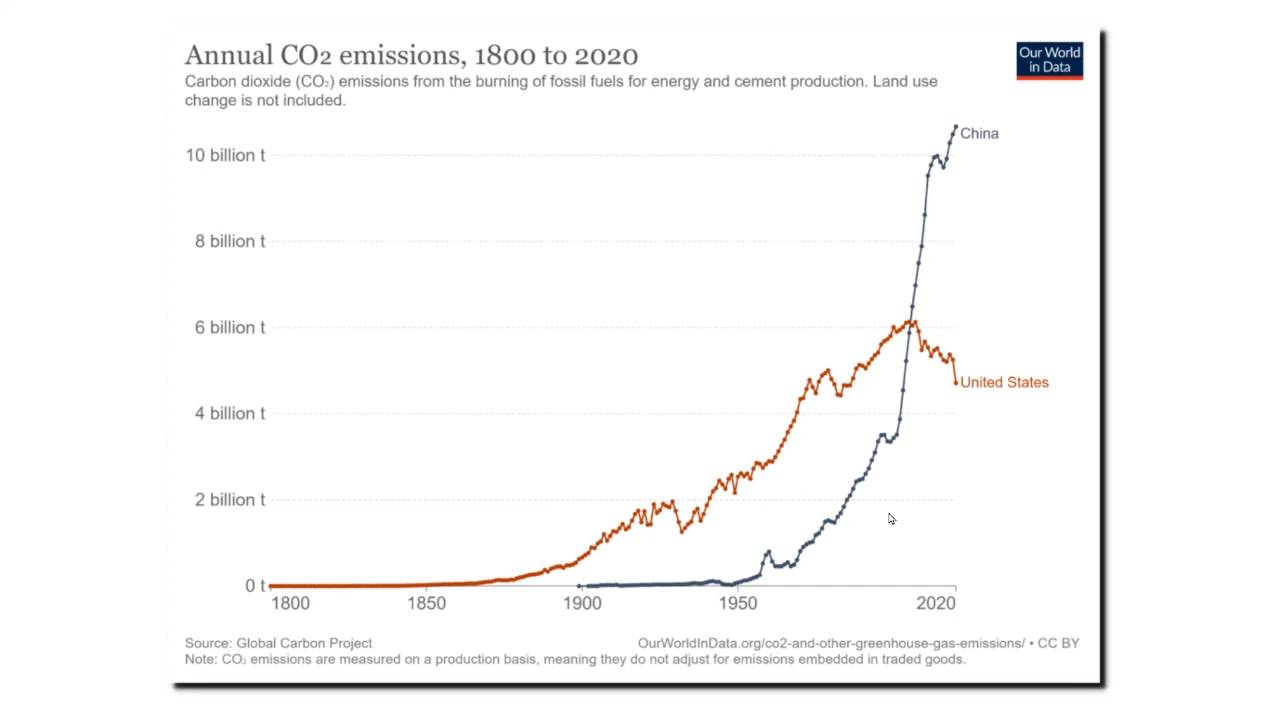 Annual CO₂ emissions, 1800 to 2020
Our World
in Data
Carbon dioxide (CO₂) emissions from the burning of fossil fuels for energy and cement production. Land use
change is not included.
China
10 billion t
8 billion t
6 billion t
United States
4 billion t
2 billion t
0 t
1800 1850 1900 1950 2020
Source: Global Carbon Project
OurWorldInData.org/co2-and-other-greenhouse-gas-emissions/ • CC BY
Note: CO₂ emissions are measured on a production basis, meaning they do not adjust for emissions embedded in traded goods.